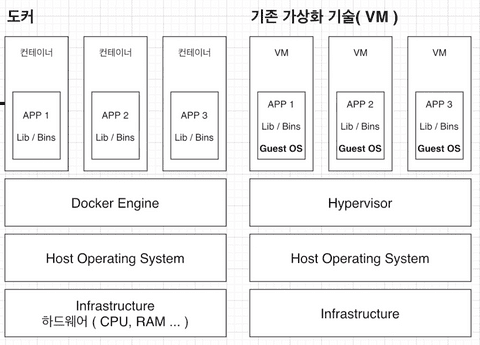 도커
컨테이너
APP 1
Lib / Bins
컨테이너
APP 2
Lib / Bins
컨테이너
APP 3
Lib / Bins
Docker Engine
Host Operating System
Infrastructure
하드웨어 ( CPU, RAM ... )
기존 가상화 기술( VM )
VM
APP 1
Lib / Bins
Guest OS
VM
APP 2
Lib / Bins
Guest OS
VM
APP 3
Lib / Bins
Guest OS
Hypervisor
Host Operating System
Infrastructure